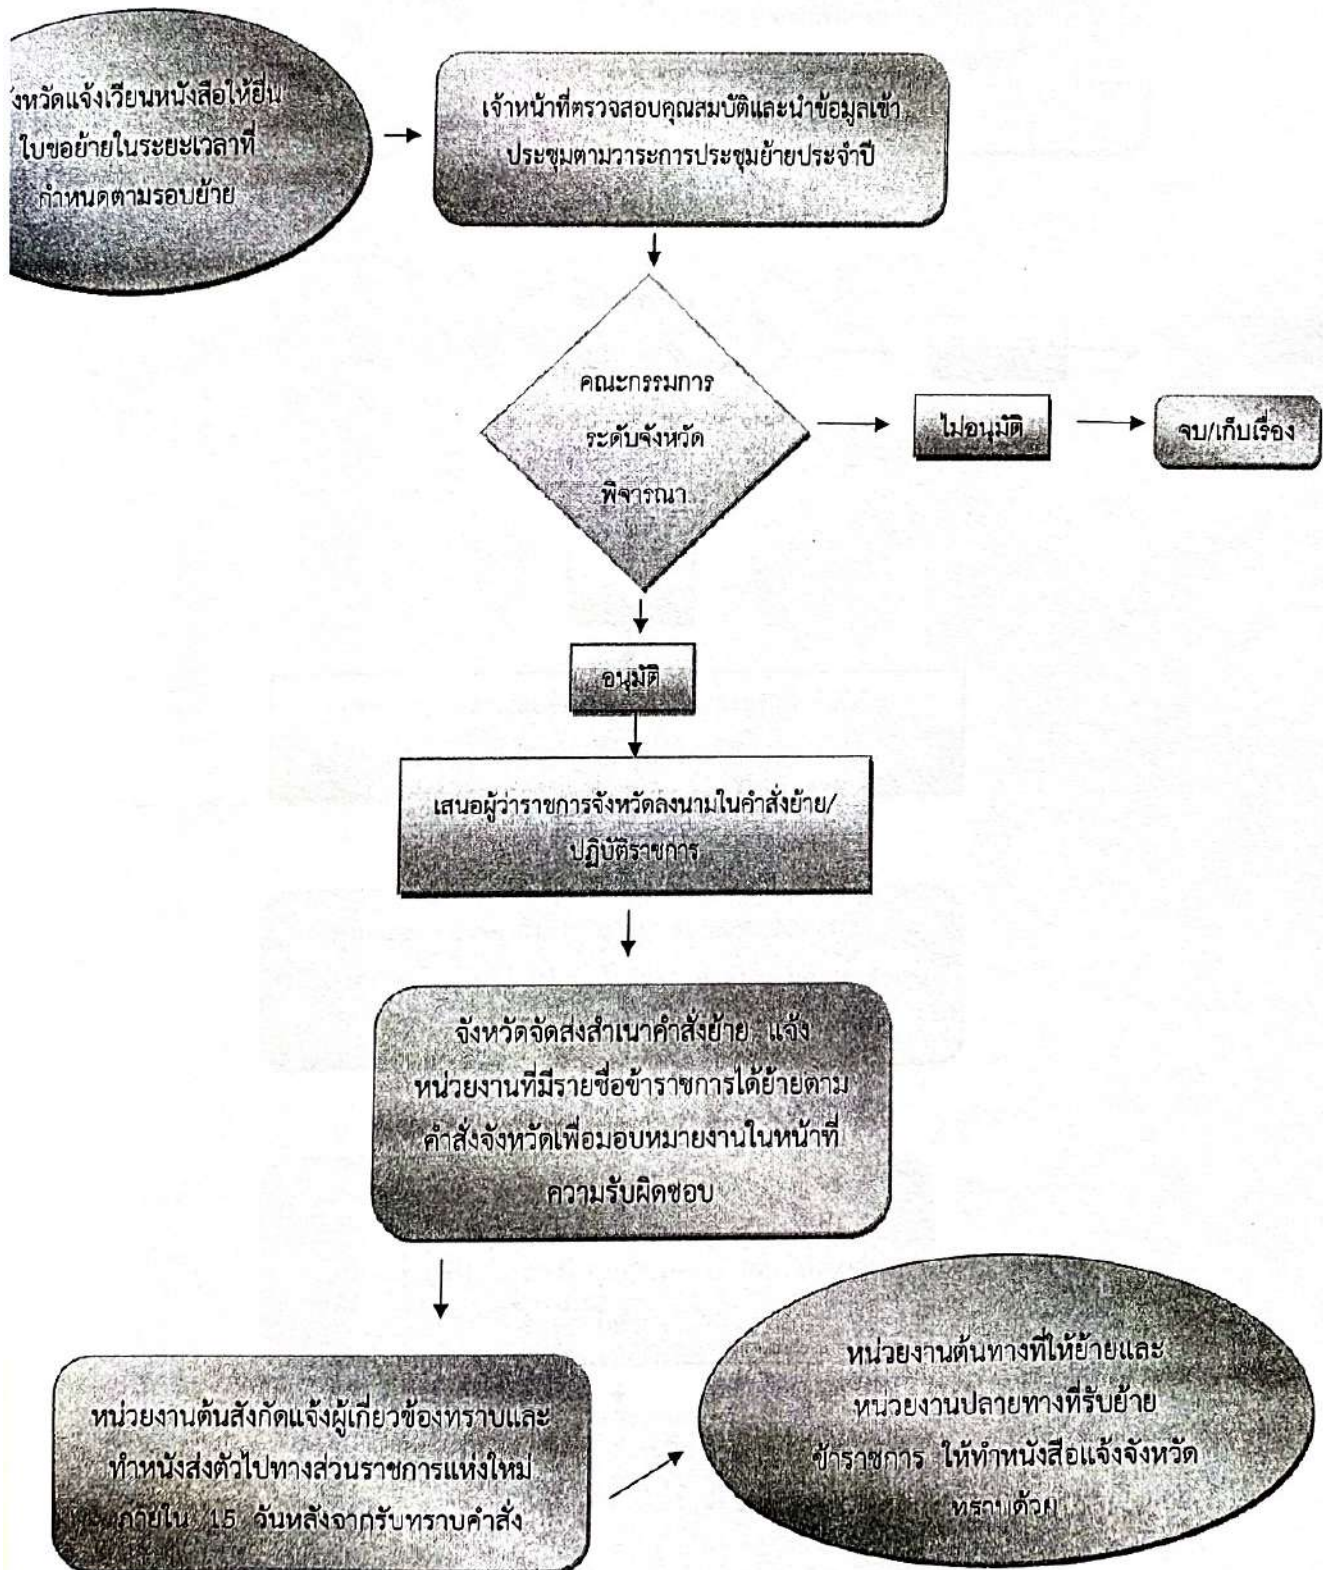 งหวัดแจ้งเวียนหนังสือให้ยื่น
ใบขอย้ายในระยะเวลาที่
กำหนดตามรอบย้าย
เจ้าหน้าที่ตรวจสอบคุณสมบัติและนำข้อมูลเข้า
ประชุมตามวาระการประชุมย้ายประจำปี
คณะกรรมการ
ระดับจังหวัด
พิจารณา
ไม่อนุมัติ
จบ/เก็บเรื่อง
อนุมัติ
เสนอผู้ว่าราชการจังหวัดลงนามในคำสั่งย้าย/
ปฏิบัติราชการ
จังหวัดจัดส่งสำเนาคำสั่งย้าย แจ้ง
หน่วยงานที่มีรายชื่อข้าราชการได้ย้ายตาม
คำสั่งจังหวัดเพื่อมอบหมายงานในหน้าที่
ความรับผิดชอบ
หน่วยงานต้นสังกัดแจ้งผู้เกี่ยวข้องทราบและ
ทำหนังส่งตัวไปทางส่วนราชการแห่งใหม่
ภายใน 15 วันหลังจากรับทราบคำสั่ง
หน่วยงานต้นทางที่ให้ย้ายและ
หน่วยงานปลายทางที่รับย้าย
ข้าราชการ ให้ทำหนังสือแจ้งจังหวัด
ทราบด้วย